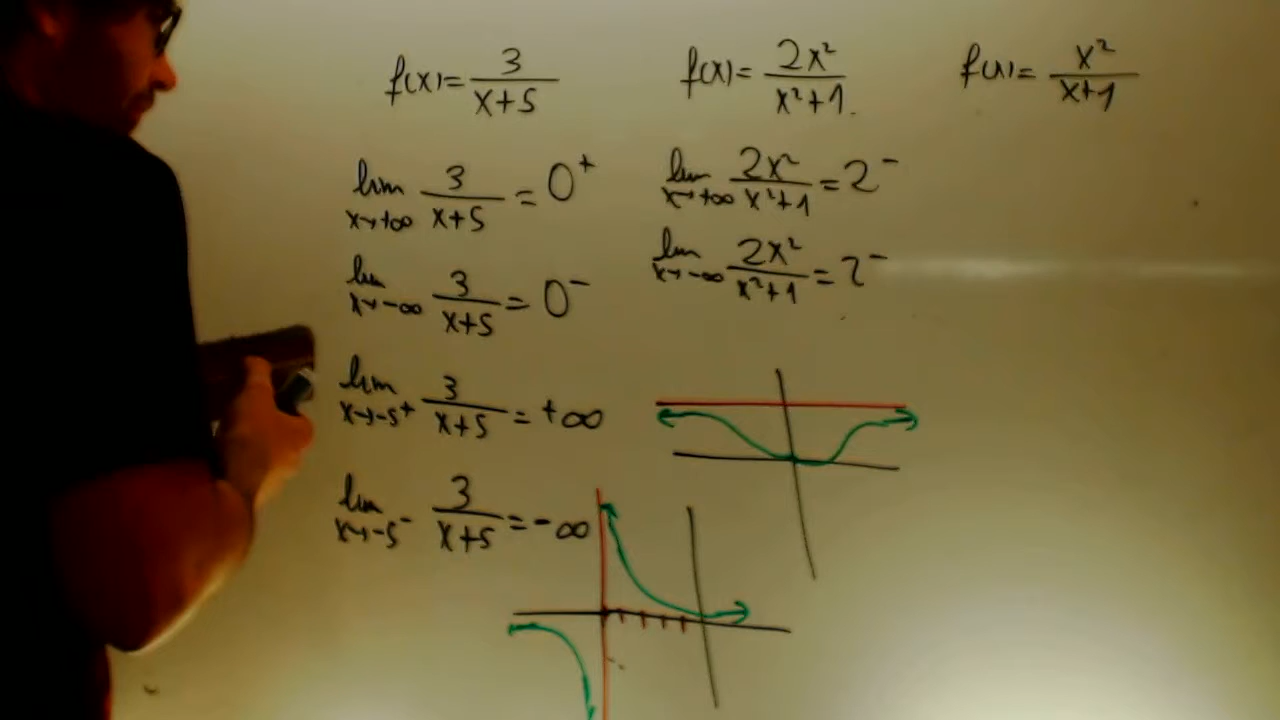 f(x)= 3/(x+5)
lim x→+∞ 3/(x+5) = 0⁺
lim x→-∞ 3/(x+5) = 0⁻
lim x→-5⁺ 3/(x+5) = +∞
lim x→-5⁻ 3/(x+5) = -∞
f(x)= 2x²/(x²+1)
lim x→+∞ 2x²/(x²+1) = 2⁻
lim x→-∞ 2x²/(x²+1) = 2⁻
f(x)= x²/(x+1)